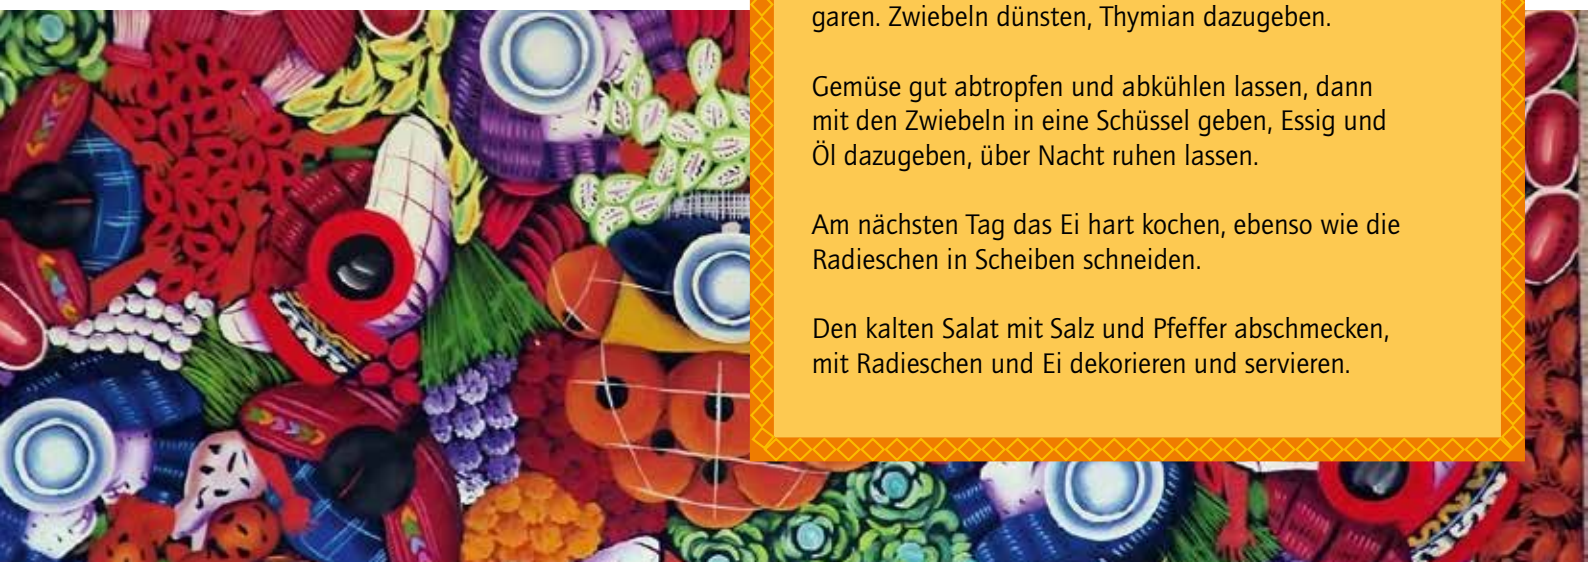 garen. Zwiebeln dünsten, Thymian dazugeben.
Gemüse gut abtropfen und abkühlen lassen, dann
mit den Zwiebeln in eine Schüssel geben, Essig und
Öl dazugeben, über Nacht ruhen lassen.
Am nächsten Tag das Ei hart kochen, ebenso wie die
Radieschen in Scheiben schneiden.
Den kalten Salat mit Salz und Pfeffer abschmecken,
mit Radieschen und Ei dekorieren und servieren.